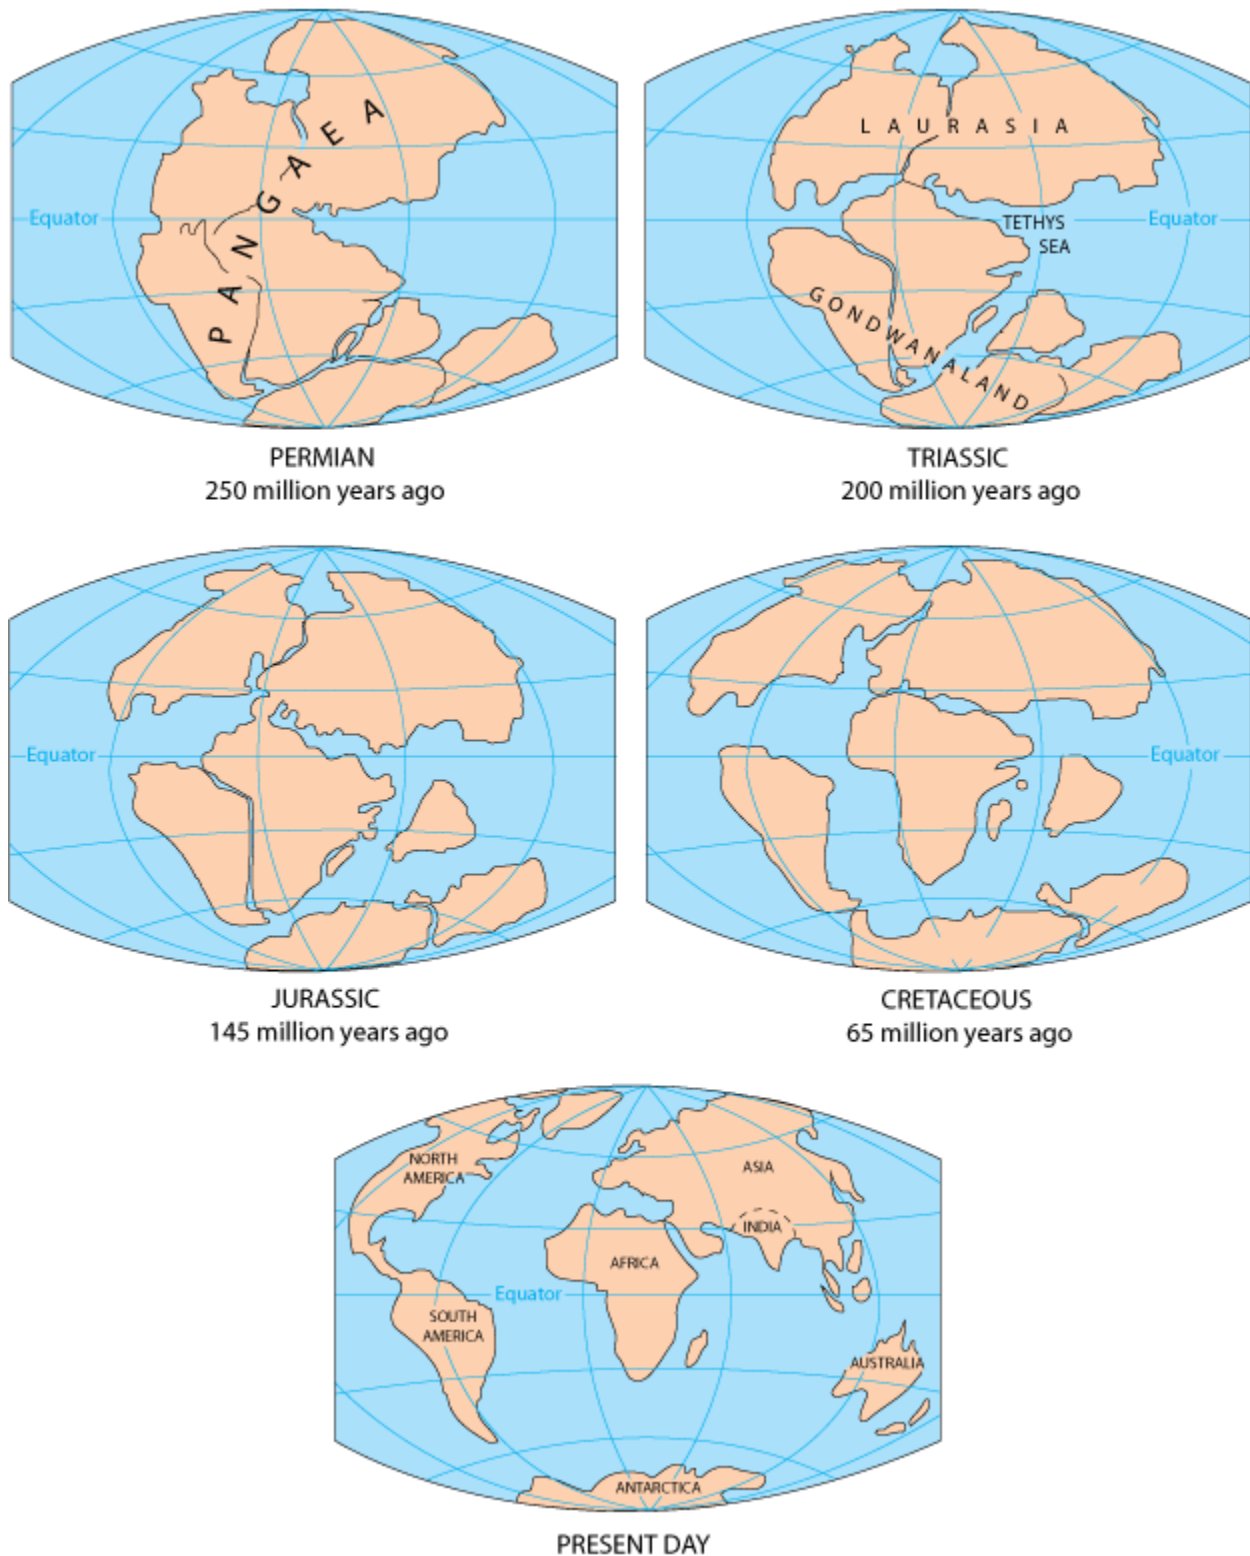 PANGAEA
Equator
PERMIAN
250 million years ago
LAURASIA
TETHYS
SEA
Equator
GONDWANALAND
TRIASSIC
200 million years ago
Equator
JURASSIC
145 million years ago
Equator
CRETACEOUS
65 million years ago
NORTH
AMERICA
ASIA
INDIA
AFRICA
Equator
SOUTH
AMERICA
AUSTRALIA
ANTARCTICA
PRESENT DAY